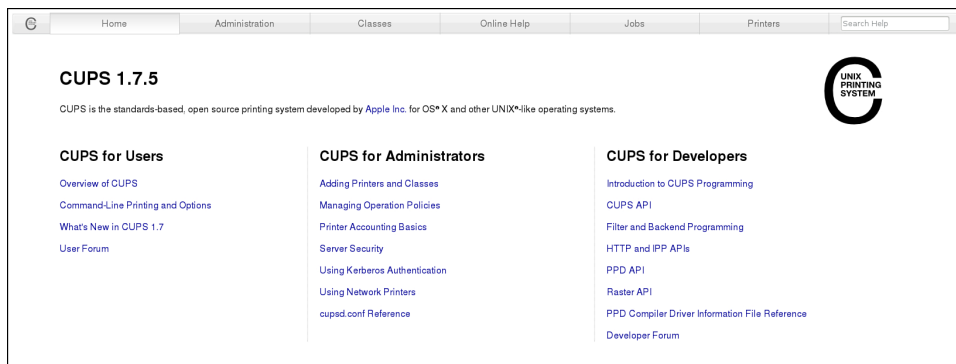 Home
Administration
Classes
Online Help
Jobs
Printers
Search Help
CUPS 1.7.5
CUPS is the standards-based, open source printing system developed by Apple Inc. for OS® X and other UNIX®-like operating systems.
UNIX
PRINTING
SYSTEM
CUPS for Users
Overview of CUPS
Command-Line Printing and Options
What's New in CUPS 1.7
User Forum
CUPS for Administrators
Adding Printers and Classes
Managing Operation Policies
Printer Accounting Basics
Server Security
Using Kerberos Authentication
Using Network Printers
cupsd.conf Reference
CUPS for Developers
Introduction to CUPS Programming
CUPS API
Filter and Backend Programming
HTTP and IPP APIs
PPD API
Raster API
PPD Compiler Driver Information File Reference
Developer Forum